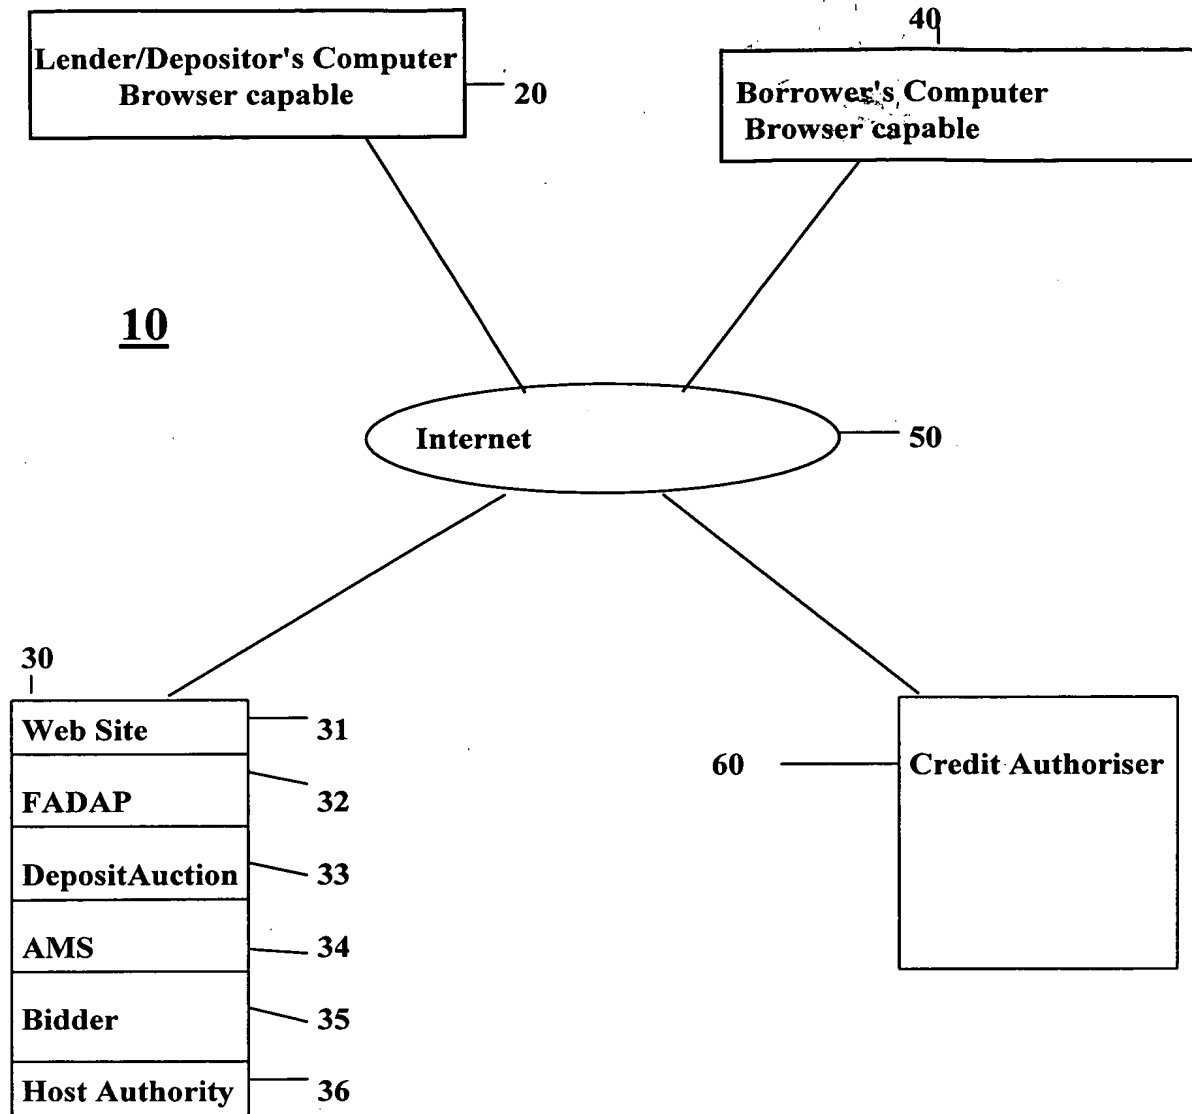 40
Lender/Depositor's Computer
Browser capable
20
Borrower's Computer
Browser capable
10
Internet
50
30
Web Site
31
FADAP
32
DepositAuction
33
AMS
34
Bidder
35
Host Authority
36
60
Credit Authoriser